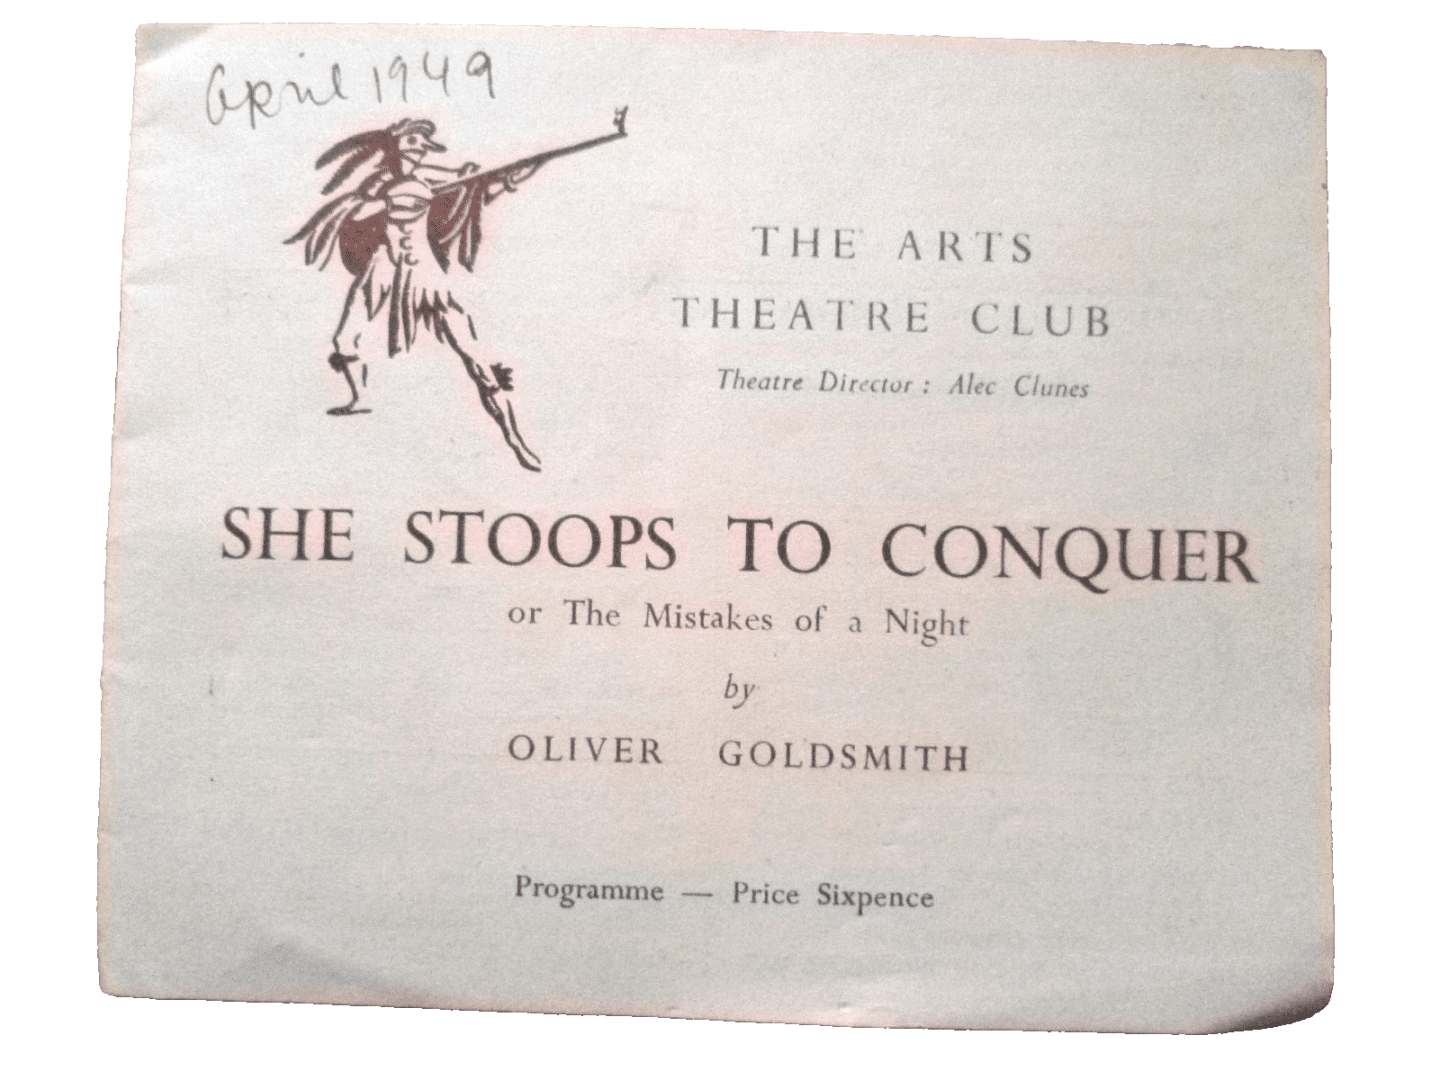 April 1949
THE ARTS
THEATRE CLUB
Theatre Director : Alec Clunes
SHE STOOPS TO CONQUER
or The Mistakes of a Night
by
OLIVER GOLDSMITH
Programme — Price Sixpence